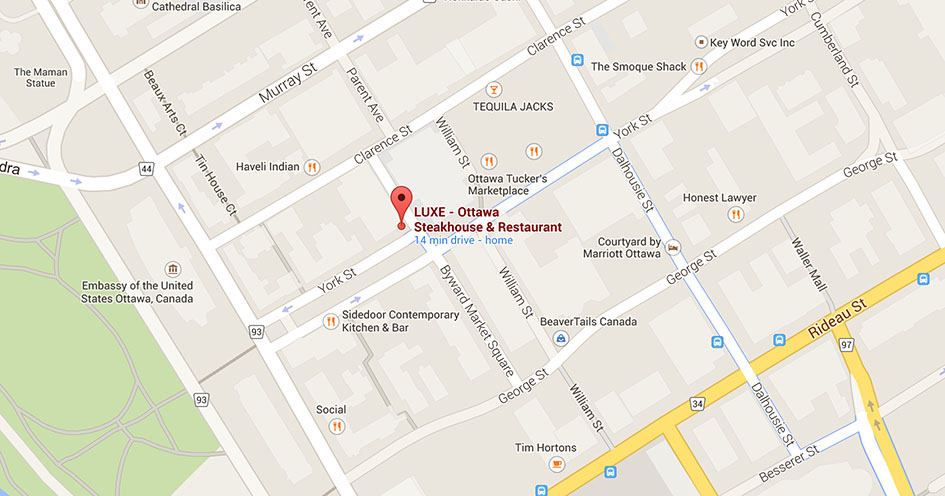 Cathedral Basilica
Parent Ave
York St
Cumberland St
Clarence St
Key Word Svc Inc
The Smoque Shack
The Maman
Statue
Beaux Arts Ct
Murray St
Parent Ave
TEQUILA JACKS
William St
York St
Clarence St
dra
44
Tin House Ct
Haveli Indian
Ottawa Tucker's
Marketplace
Dalhousie St
George St
Honest Lawyer
LUXE - Ottawa
Steakhouse & Restaurant
14 min drive - home
Courtyard by
Marriott Ottawa
George St
Waller Mall
Embassy of the United
States Ottawa, Canada
York St
Byward Market Square
William St
Rideau St
Sidedoor Contemporary
Kitchen & Bar
BeaverTails Canada
93
97
93
George St
34
William St
Dalhousie St
Social
Tim Hortons
Besserer St